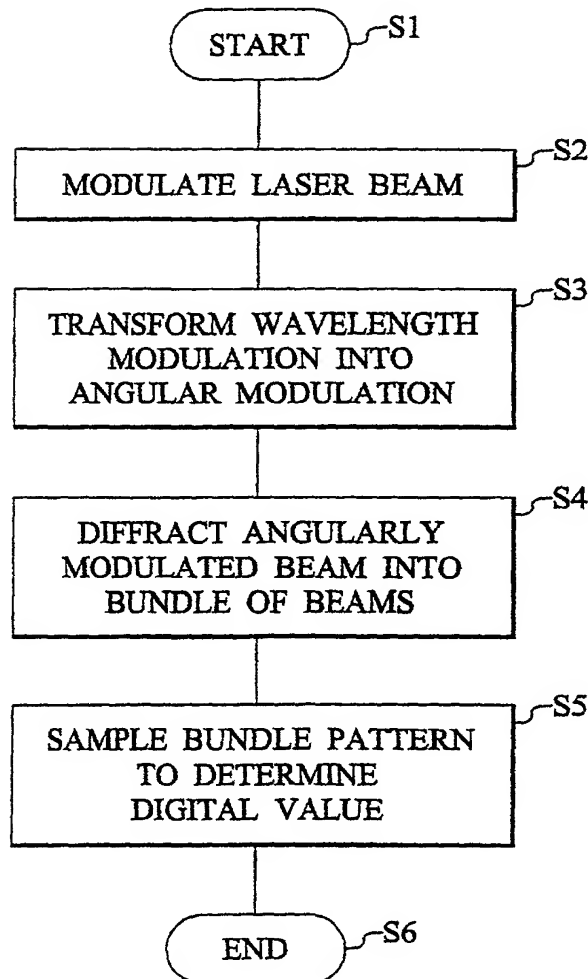 START
S1
S2
MODULATE LASER BEAM
S3
TRANSFORM WAVELENGTH
MODULATION INTO
ANGULAR MODULATION
S4
DIFFRACT ANGULARLY
MODULATED BEAM INTO
BUNDLE OF BEAMS
S5
SAMPLE BUNDLE PATTERN
TO DETERMINE
DIGITAL VALUE
END
S6